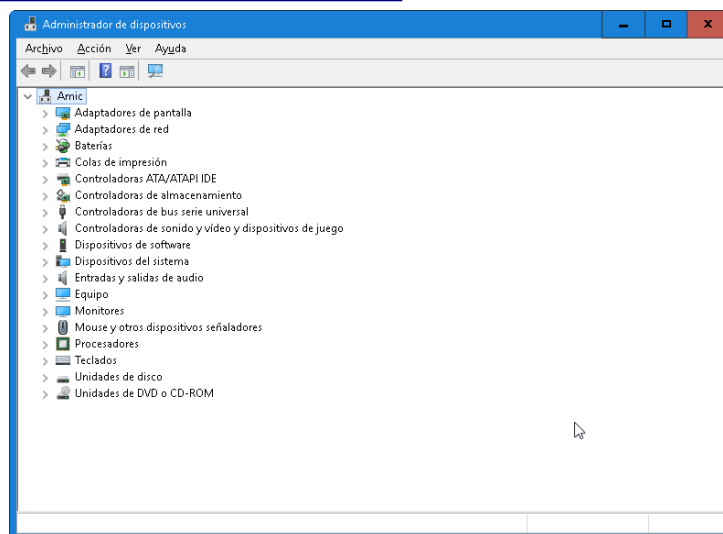 Administrador de dispositivos
Archivo Acción Ver Ayuda
Amic
Adaptadores de pantalla
Adaptadores de red
Baterías
Colas de impresión
Controladoras ATA/ATAPI IDE
Controladoras de almacenamiento
Controladoras de bus serie universal
Controladoras de sonido y vídeo y dispositivos de juego
Dispositivos de software
Dispositivos del sistema
Entradas y salidas de audio
Equipo
Monitores
Mouse y otros dispositivos señaladores
Procesadores
Teclados
Unidades de disco
Unidades de DVD o CD-ROM